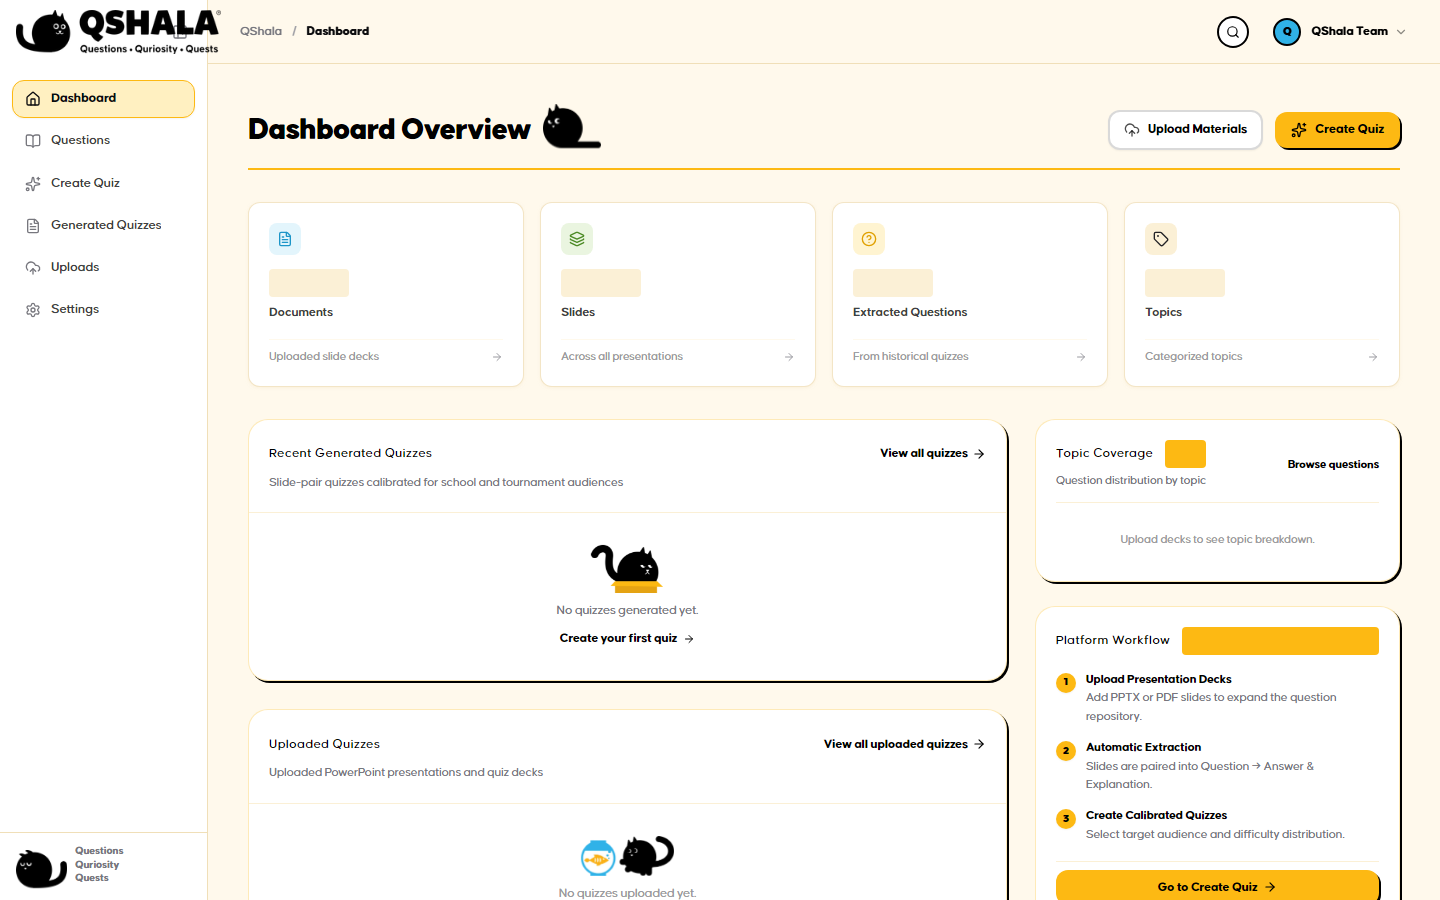 QSHALA®
Questions • Quriosity • Quests
QShala / Dashboard
Q QShala Team
Dashboard
Questions
Create Quiz
Generated Quizzes
Uploads
Settings
Questions
Quriosity
Quests
Dashboard Overview
Upload Materials
Create Quiz
Documents
Uploaded slide decks
Slides
Across all presentations
Extracted Questions
From historical quizzes
Topics
Categorized topics
Recent Generated Quizzes
View all quizzes →
Slide-pair quizzes calibrated for school and tournament audiences
No quizzes generated yet.
Create your first quiz →
Uploaded Quizzes
View all uploaded quizzes →
Uploaded PowerPoint presentations and quiz decks
No quizzes uploaded yet.
Topic Coverage
Browse questions
Question distribution by topic
Upload decks to see topic breakdown.
Platform Workflow
1 Upload Presentation Decks
Add PPTX or PDF slides to expand the question
repository.
2 Automatic Extraction
Slides are paired into Question → Answer &
Explanation.
3 Create Calibrated Quizzes
Select target audience and difficulty distribution.
Go to Create Quiz →